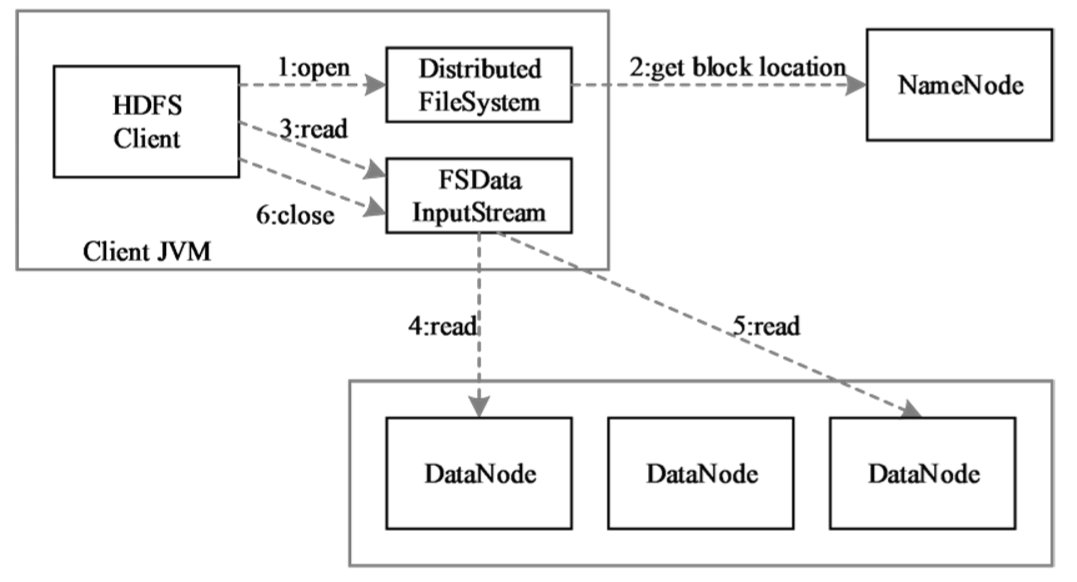 1:open
Distributed
FileSystem
2:get block location
NameNode
HDFS
Client
3:read
FSData
InputStream
6:close
Client JVM
4:read
5:read
DataNode
DataNode
DataNode